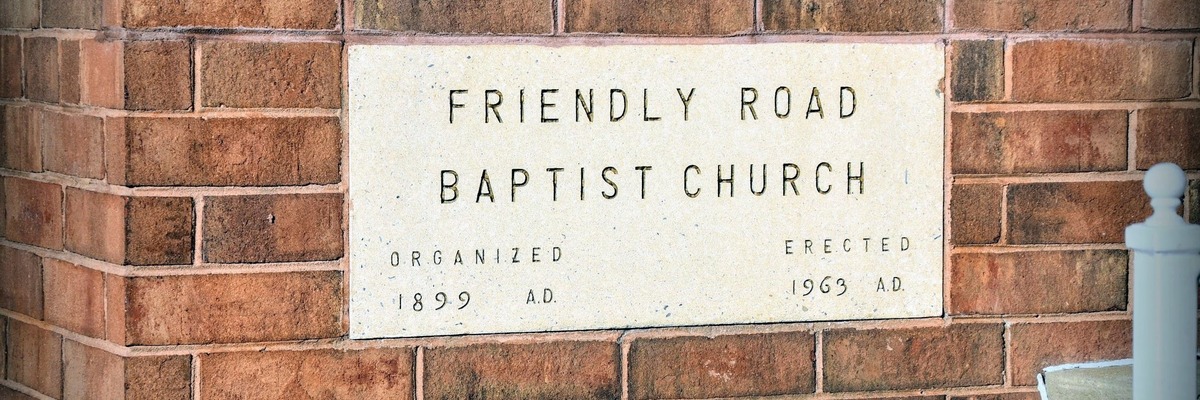 FRIENDLY ROAD
BAPTIST CHURCH
ORGANIZED ERECTED
1899 A.D. 1963 A.D.